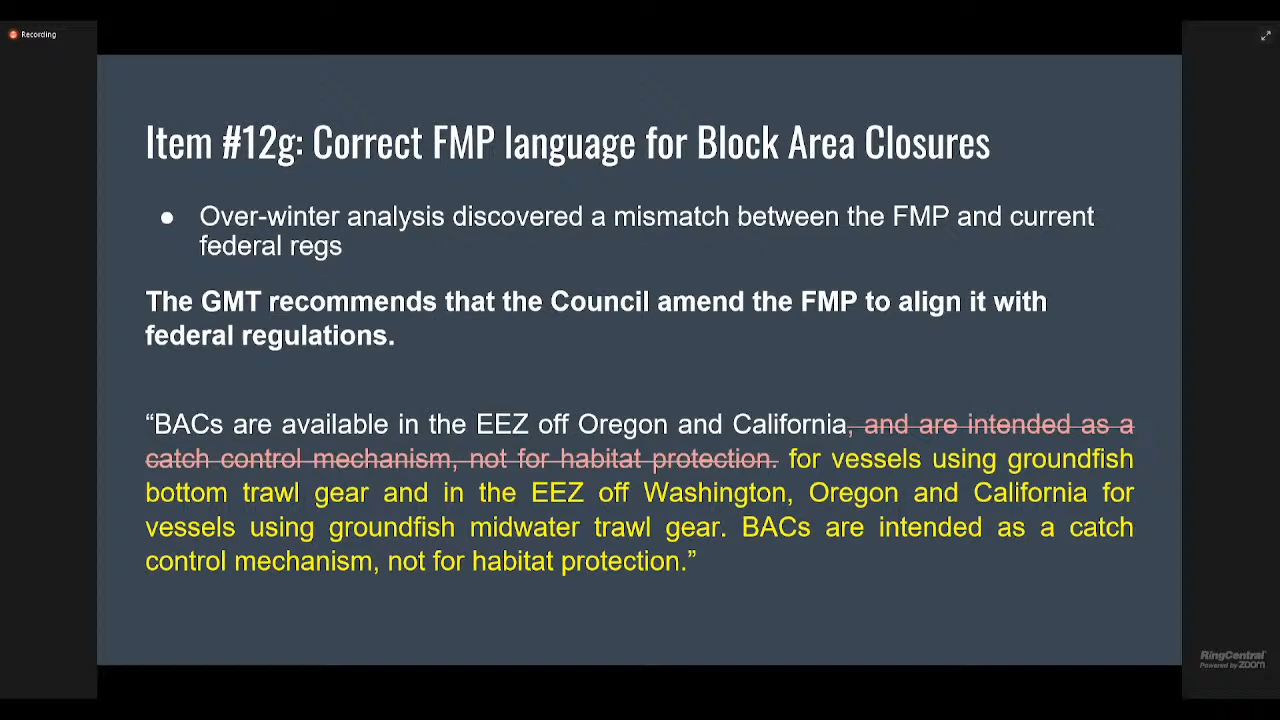 Recording
Item #12g: Correct FMP language for Block Area Closures
● Over-winter analysis discovered a mismatch between the FMP and current
federal regs
The GMT recommends that the Council amend the FMP to align it with
federal regulations.
“BACs are available in the EEZ off Oregon and California, and are intended as a
catch control mechanism, not for habitat protection. for vessels using groundfish
bottom trawl gear and in the EEZ off Washington, Oregon and California for
vessels using groundfish midwater trawl gear. BACs are intended as a catch
control mechanism, not for habitat protection.”
RingCentral
Powered by zoom